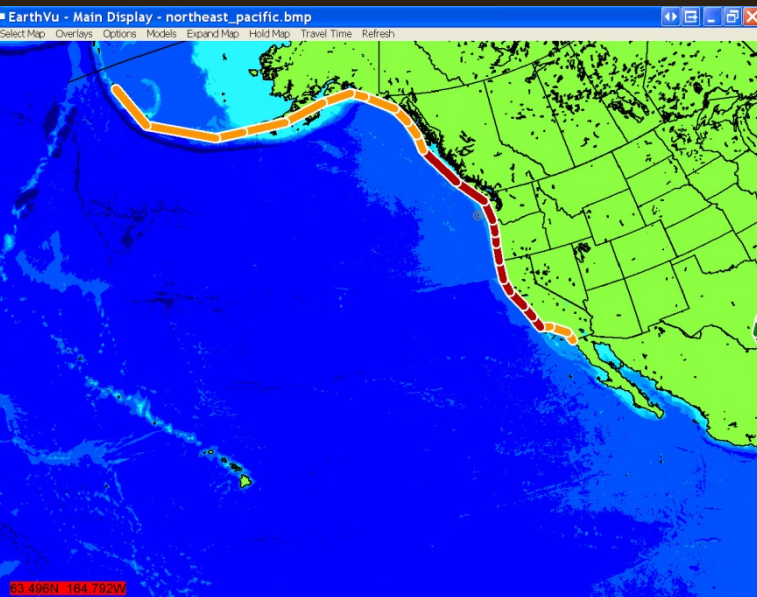 EarthVu - Main Display - northeast_pacific.bmp
Select Map Overlays Options Models Expand Map Hold Map Travel Time Refresh
63.496N 164.792W